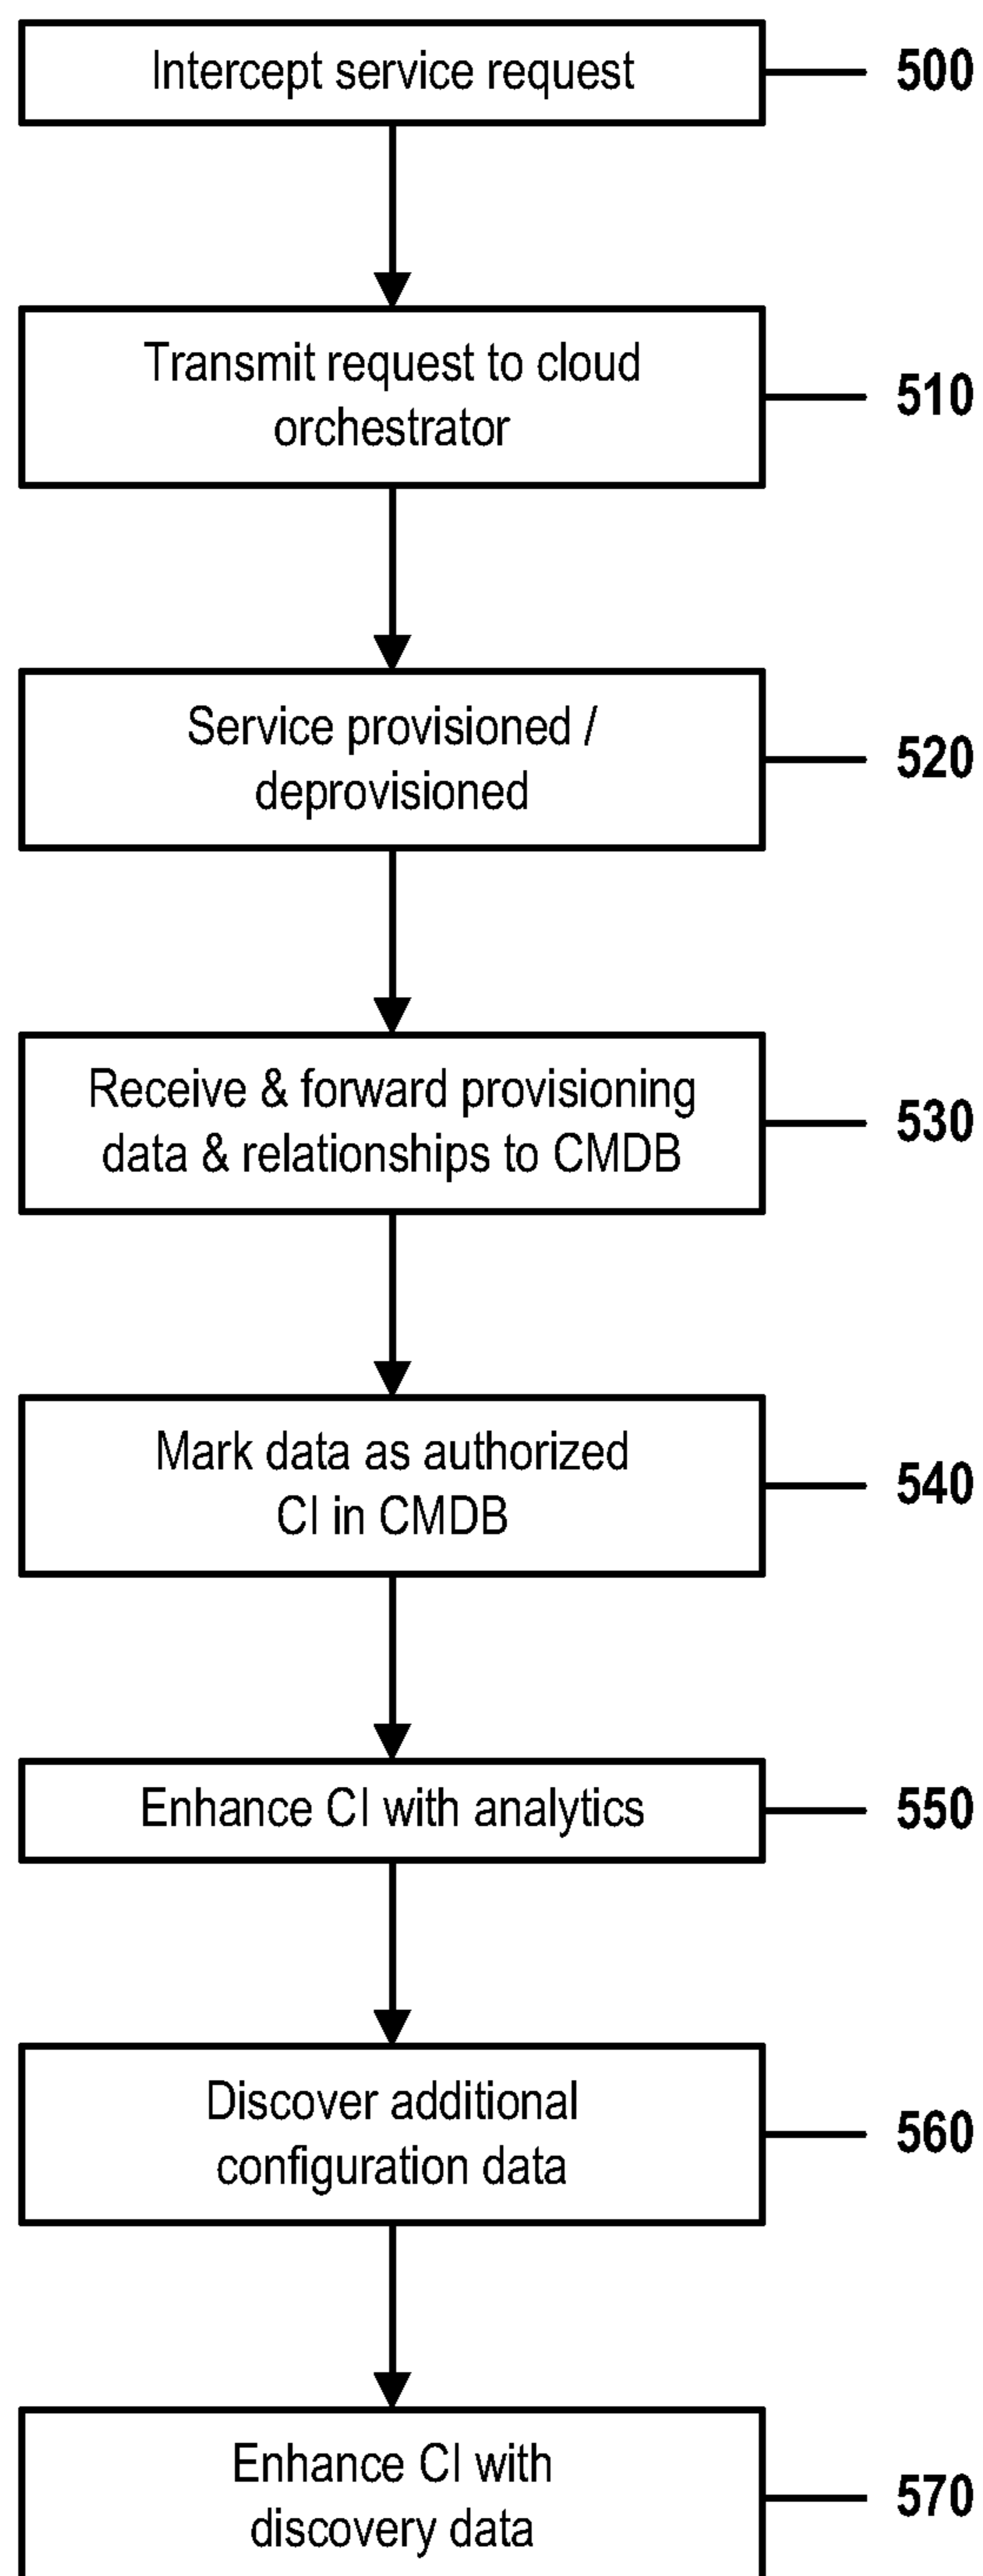 Intercept service request
500
Transmit request to cloud
orchestrator
510
Service provisioned /
deprovisioned
520
Receive & forward provisioning
data & relationships to CMDB
530
Mark data as authorized
CI in CMDB
540
Enhance CI with analytics
550
Discover additional
configuration data
560
Enhance CI with
discovery data
570